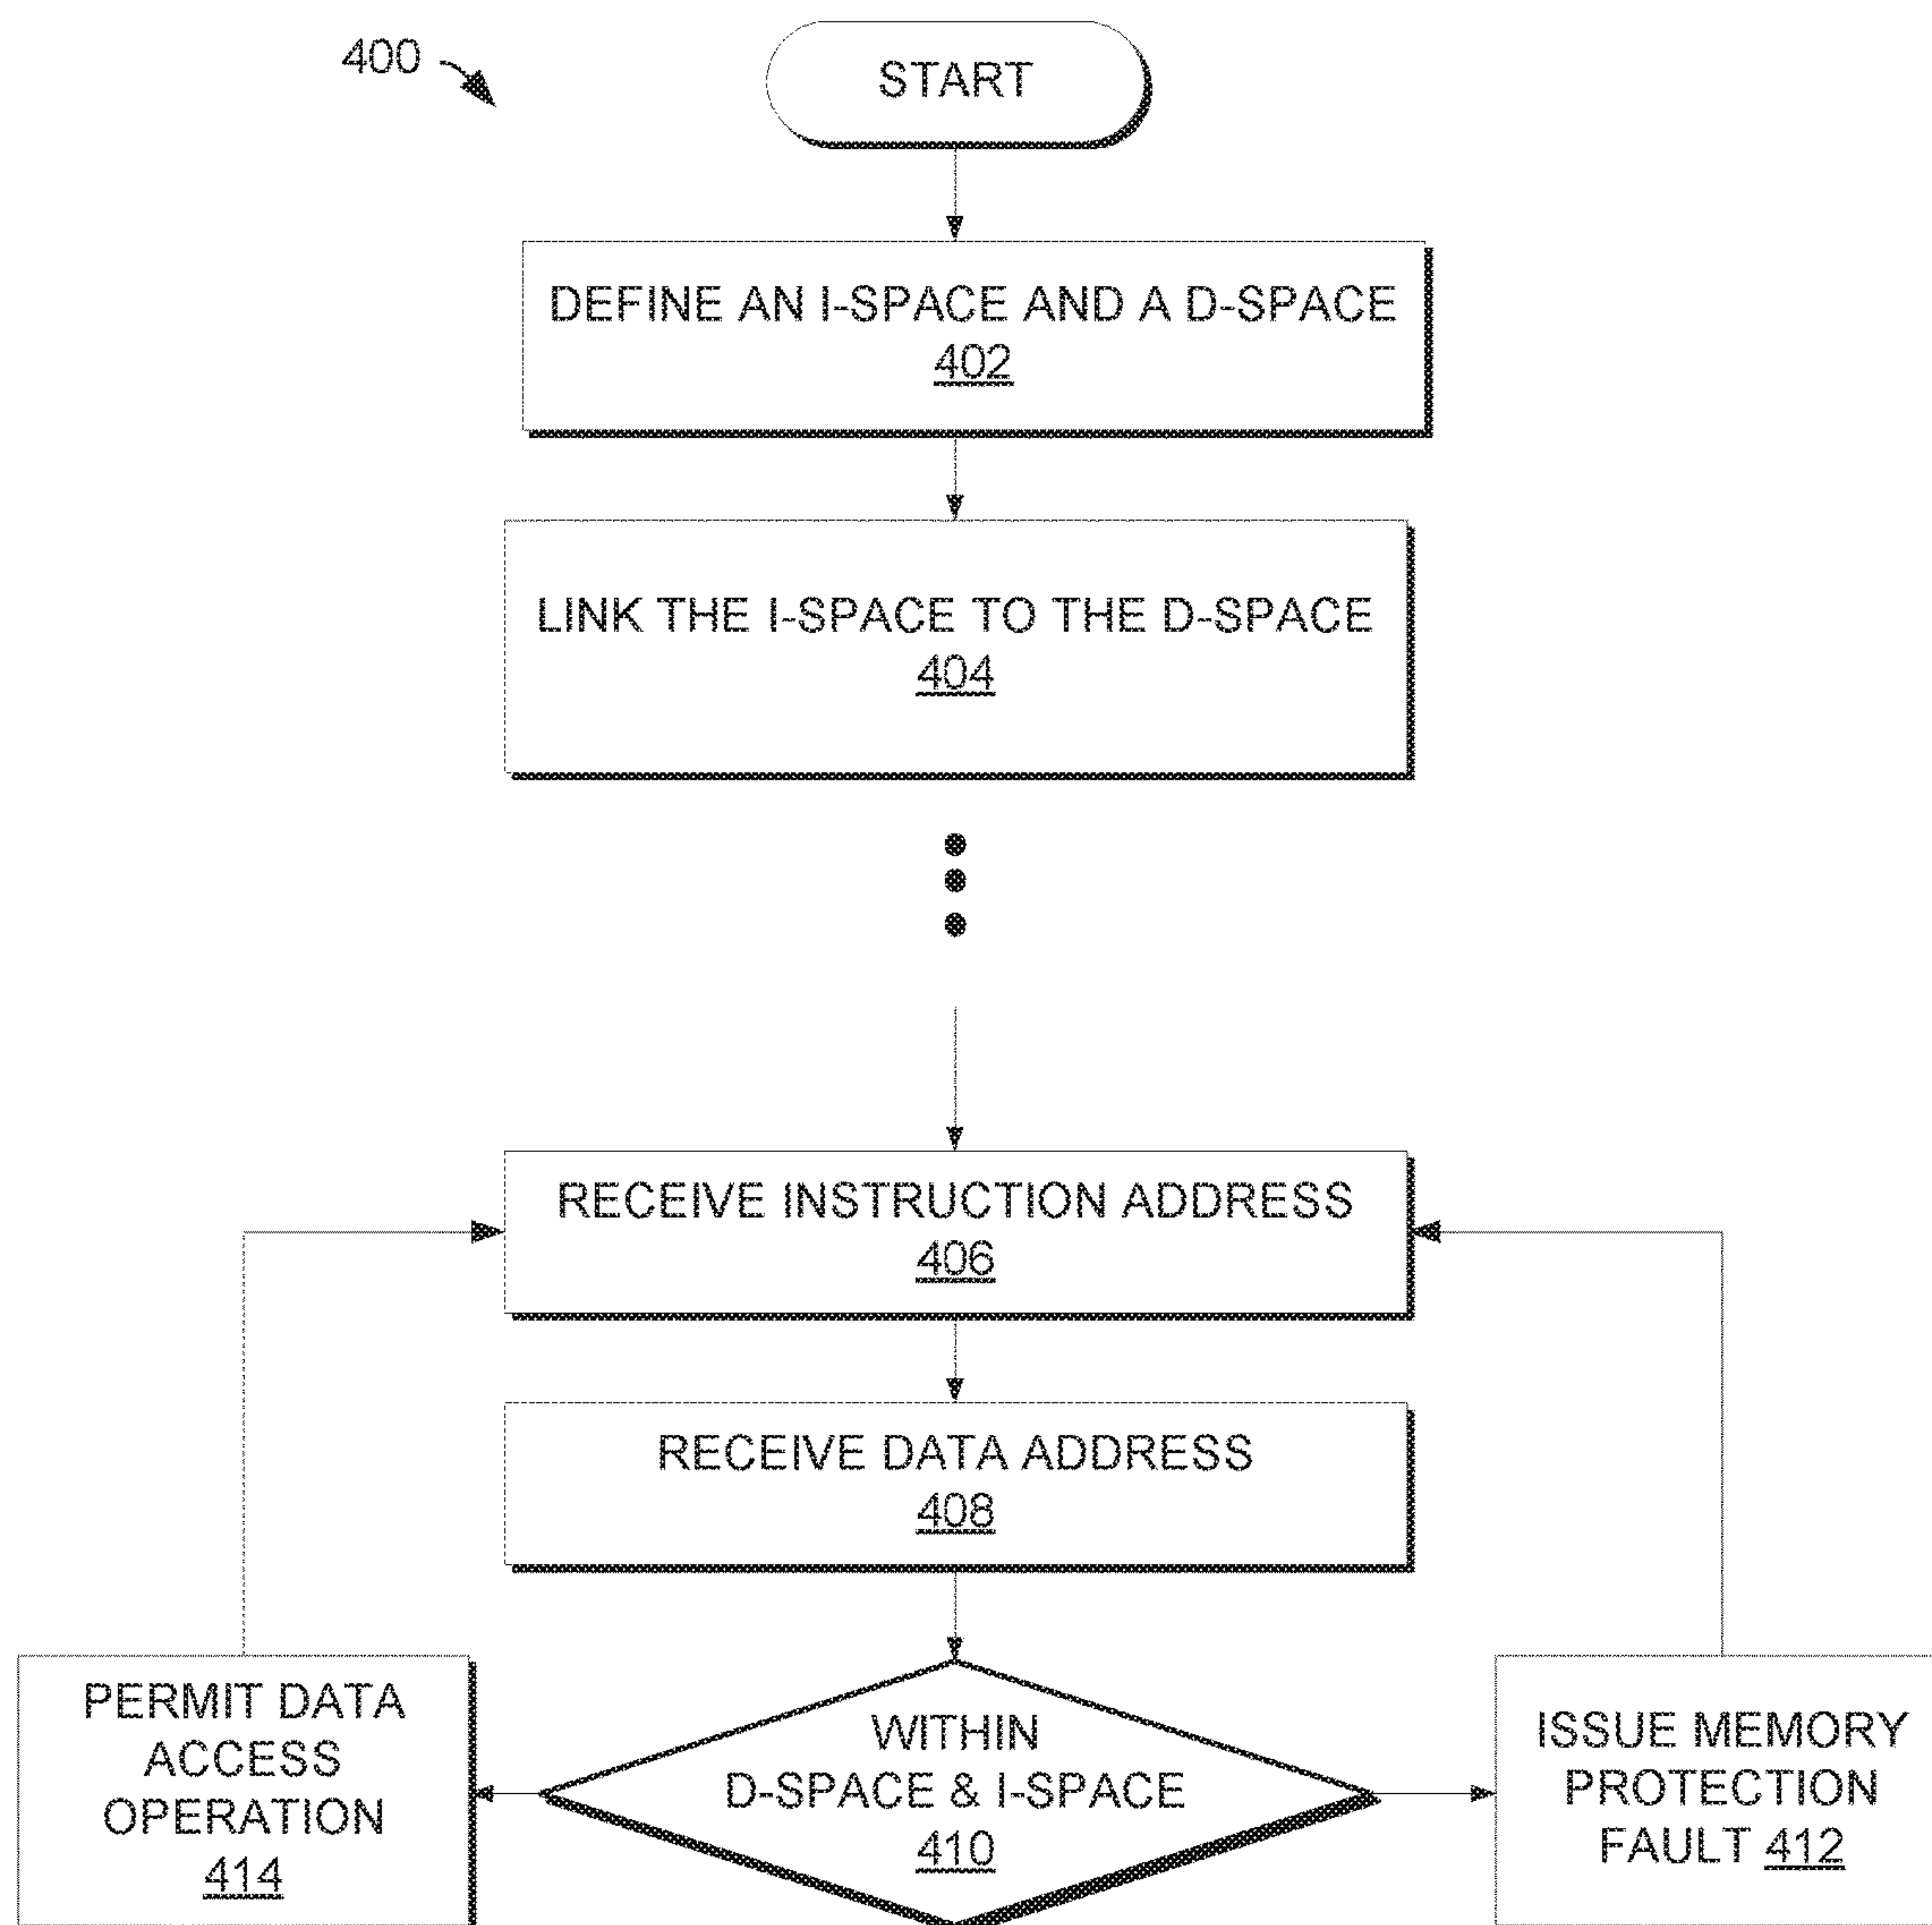 400
START
DEFINE AN I-SPACE AND A D-SPACE
402
LINK THE I-SPACE TO THE D-SPACE
404
RECEIVE INSTRUCTION ADDRESS
406
RECEIVE DATA ADDRESS
408
PERMIT DATA
ACCESS
OPERATION
414
WITHIN
D-SPACE & I-SPACE
410
ISSUE MEMORY
PROTECTION
FAULT 412